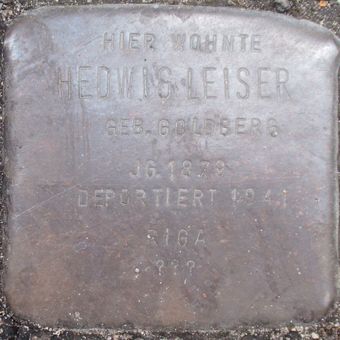 HIER WOHNTE
HEDWIG LEISER
GEB. GOLDBERG
JG. 1879
DEPORTIERT 1941
RIGA
???